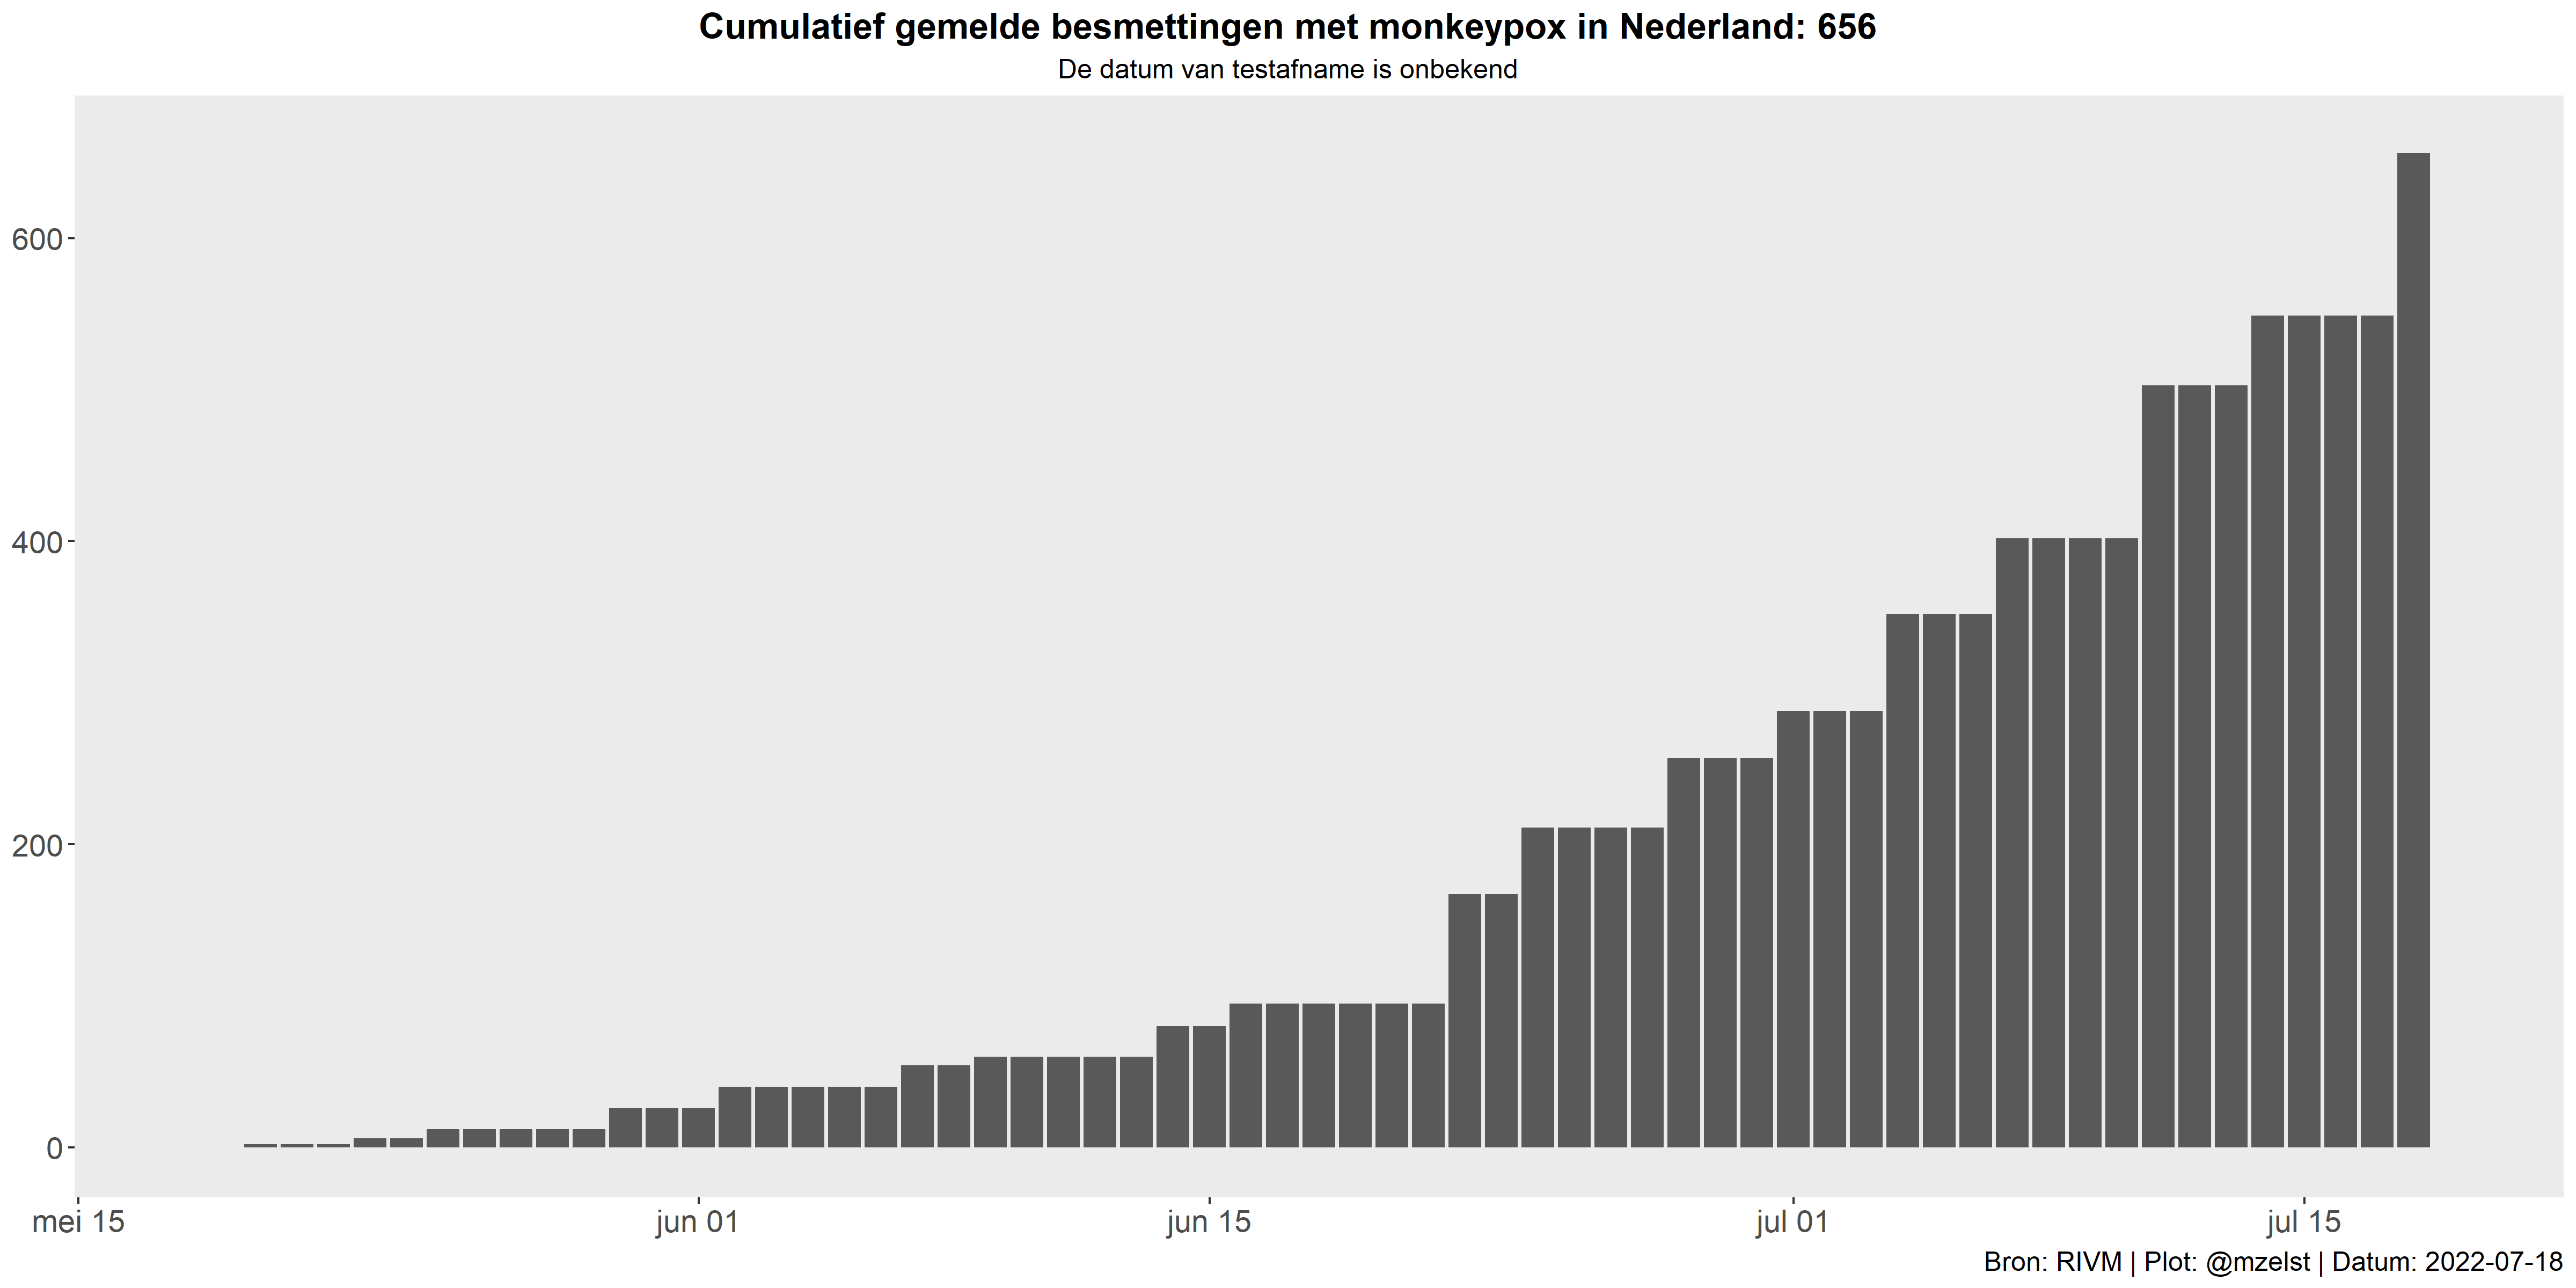 Cumulatief gemelde besmettingen met monkeypox in Nederland: 656
De datum van testafname is onbekend
600
400
200
0
mei 15 jun 01 jun 15 jul 01 jul 15
Bron: RIVM | Plot: @mzelst | Datum: 2022-07-18